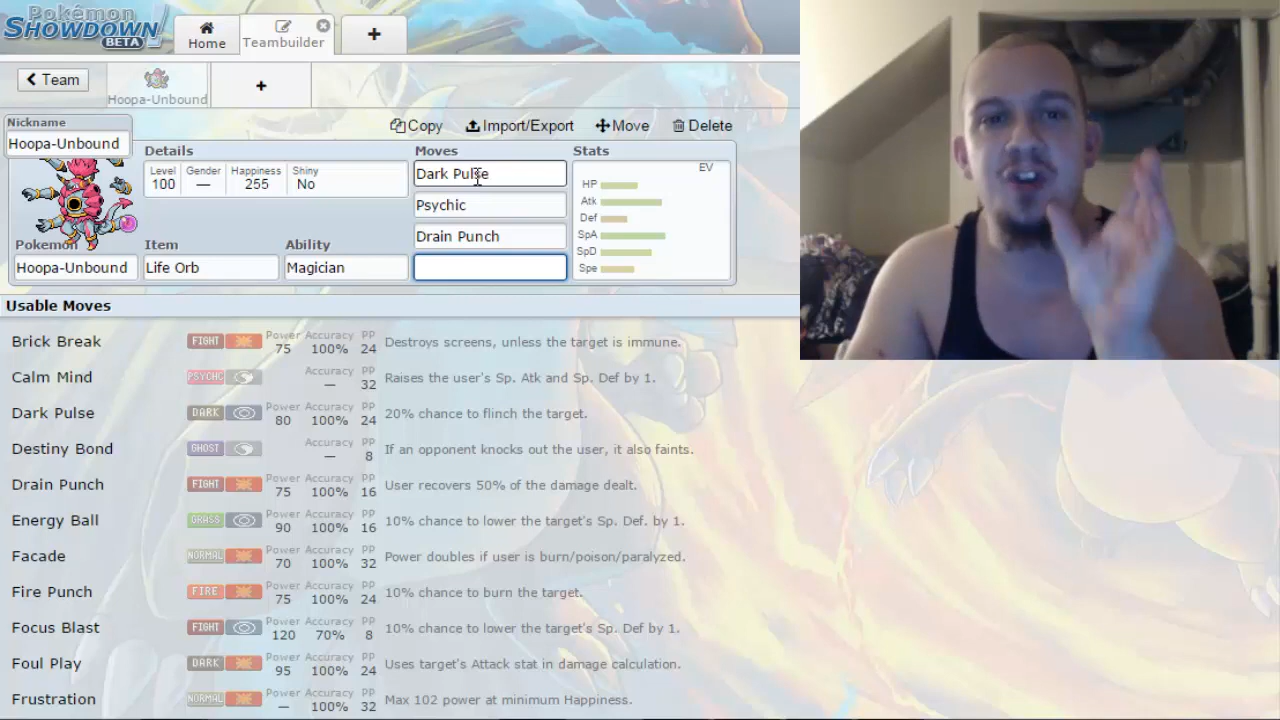 Pokémon
SHOWDOWN
BETA
Home
Teambuilder
+
Team
Hoopa-Unbound
+
Nickname
Hoopa-Unbound
Copy
Import/Export
Move
Delete
Details
Level
100
Gender
—
Happiness
255
Shiny
No
Pokemon
Hoopa-Unbound
Item
Life Orb
Ability
Magician
Moves
Dark Pulse
Psychic
Drain Punch
Stats
EV
HP
Atk
Def
SpA
SpD
Spe
Usable Moves
Brick Break FIGHT Power 75 Accuracy 100% PP 24 Destroys screens, unless the target is immune.
Calm Mind PSYCHC Accuracy — PP 32 Raises the user's Sp. Atk and Sp. Def by 1.
Dark Pulse DARK Power 80 Accuracy 100% PP 24 20% chance to flinch the target.
Destiny Bond GHOST Accuracy — PP 8 If an opponent knocks out the user, it also faints.
Drain Punch FIGHT Power 75 Accuracy 100% PP 16 User recovers 50% of the damage dealt.
Energy Ball GRASS Power 90 Accuracy 100% PP 16 10% chance to lower the target's Sp. Def. by 1.
Facade NORMAL Power 70 Accuracy 100% PP 32 Power doubles if user is burn/poison/paralyzed.
Fire Punch FIRE Power 75 Accuracy 100% PP 24 10% chance to burn the target.
Focus Blast FIGHT Power 120 Accuracy 70% PP 8 10% chance to lower the target's Sp. Def by 1.
Foul Play DARK Power 95 Accuracy 100% PP 24 Uses target's Attack stat in damage calculation.
Frustration NORMAL Power — Accuracy 100% PP 32 Max 102 power at minimum Happiness.